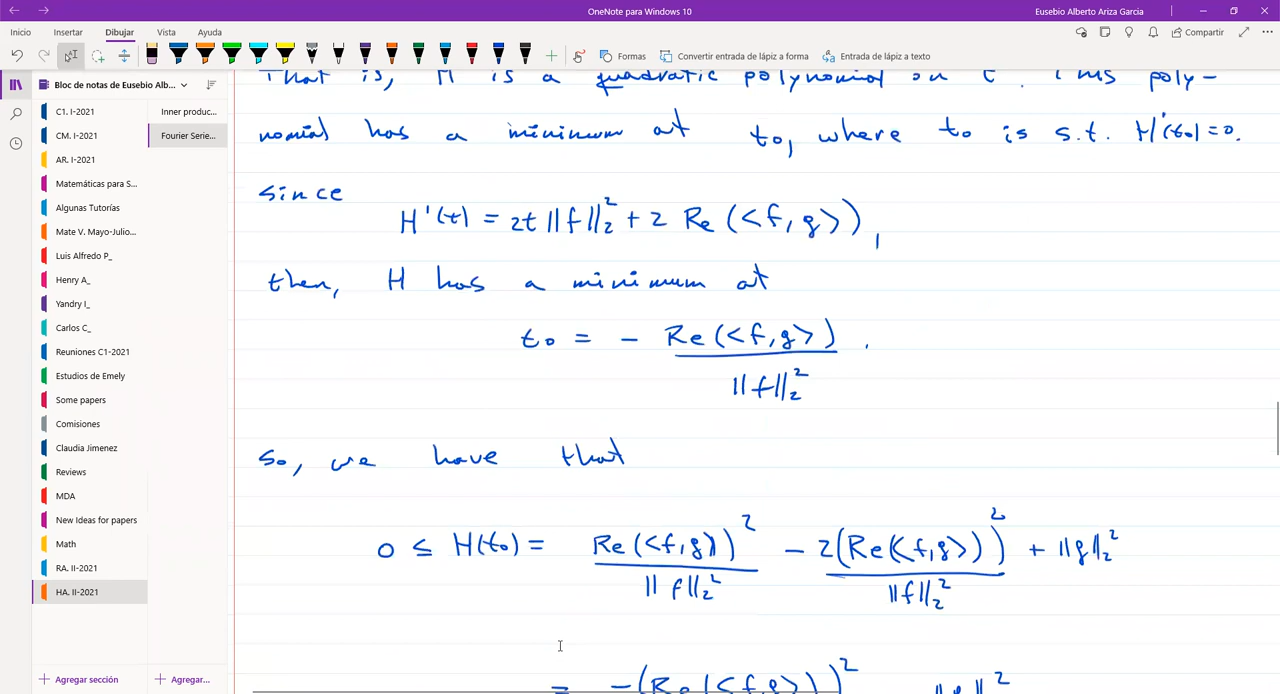 OneNote para Windows 10
Eusebio Alberto Ariza Garcia
Inicio Insertar Dibujar Vista Ayuda
Compartir
Formas
Convertir entrada de lápiz a forma
Entrada de lápiz a texto
Bloc de notas de Eusebio Alb...
C1. I-2021
CM. I-2021
AR. I-2021
Matemáticas para S...
Algunas Tutorías
Mate V. Mayo-Julio...
Luis Alfredo P_
Henry A_
Yandry I_
Carlos C_
Reuniones C1-2021
Estudios de Emely
Some papers
Comisiones
Claudia Jimenez
Reviews
MDA
New Ideas for papers
Math
RA. II-2021
HA. II-2021
Agregar sección
Inner produc...
Fourier Serie...
Agregar...
That is, H is a quadratic polynomial on t. This poly-
nomial has a minimum at t₀, where t₀ is s.t. H'(t₀)=0.
since
H'(t) = 2t ||f||₂² + 2 Re(<f,g>),
then, H has a minimum at
t₀ = - Re(<f,g>) .
||f||₂²
so, we have that
0 ≤ H(t₀) = Re(<f,g>)² - 2(Re(<f,g>))² + ||g||₂²
||f||₂² ||f||₂²
= -(Re(<f,g>))² ||g||²